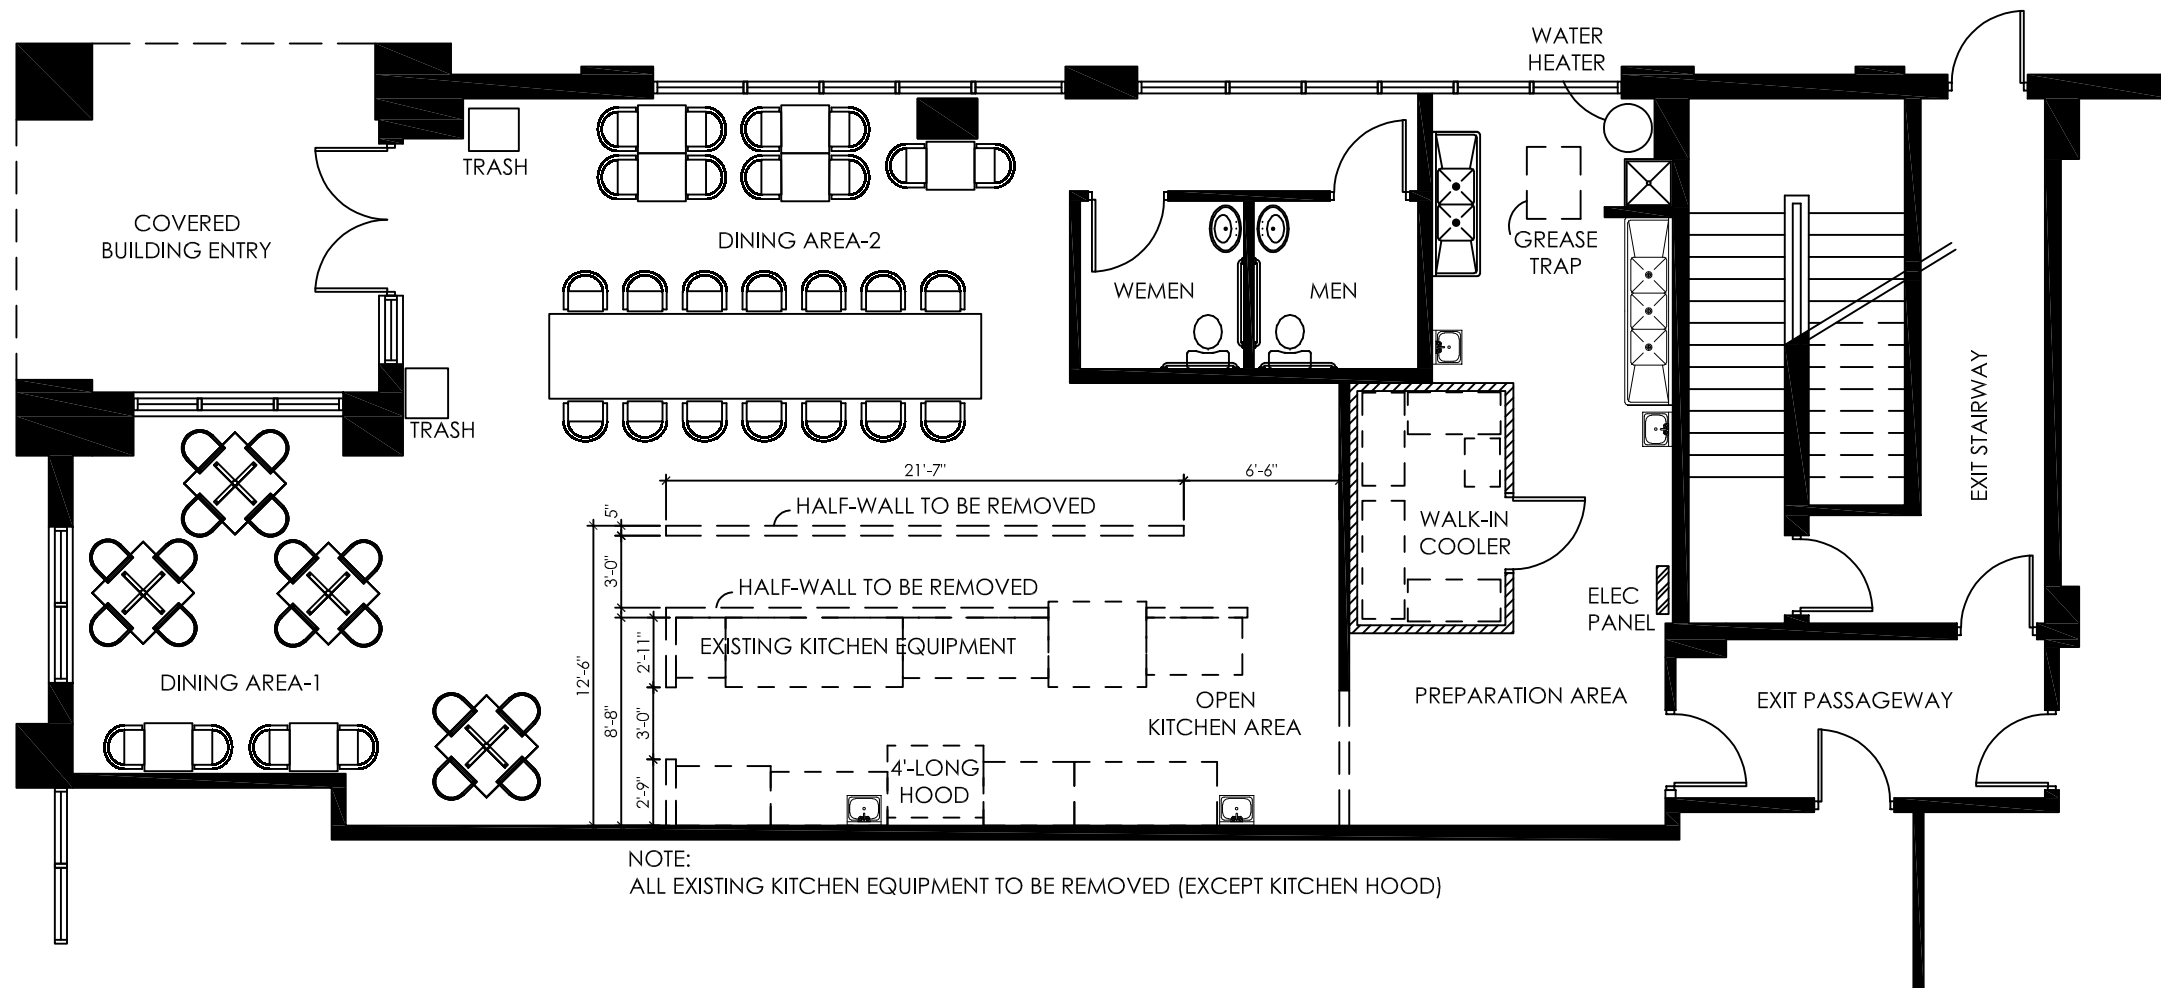 WATER
HEATER
TRASH
COVERED
BUILDING ENTRY
DINING AREA-2
GREASE
TRAP
WEMEN
MEN
TRASH
EXIT STAIRWAY
21'-7"
6'-6"
HALF-WALL TO BE REMOVED
5"
WALK-IN
COOLER
3'-0"
HALF-WALL TO BE REMOVED
ELEC
PANEL
EXISTING KITCHEN EQUIPMENT
2'-11"
12'-6"
DINING AREA-1
OPEN
KITCHEN AREA
PREPARATION AREA
EXIT PASSAGEWAY
8'-8"
3'-0"
4'-LONG
HOOD
2'-9"
NOTE:
ALL EXISTING KITCHEN EQUIPMENT TO BE REMOVED (EXCEPT KITCHEN HOOD)